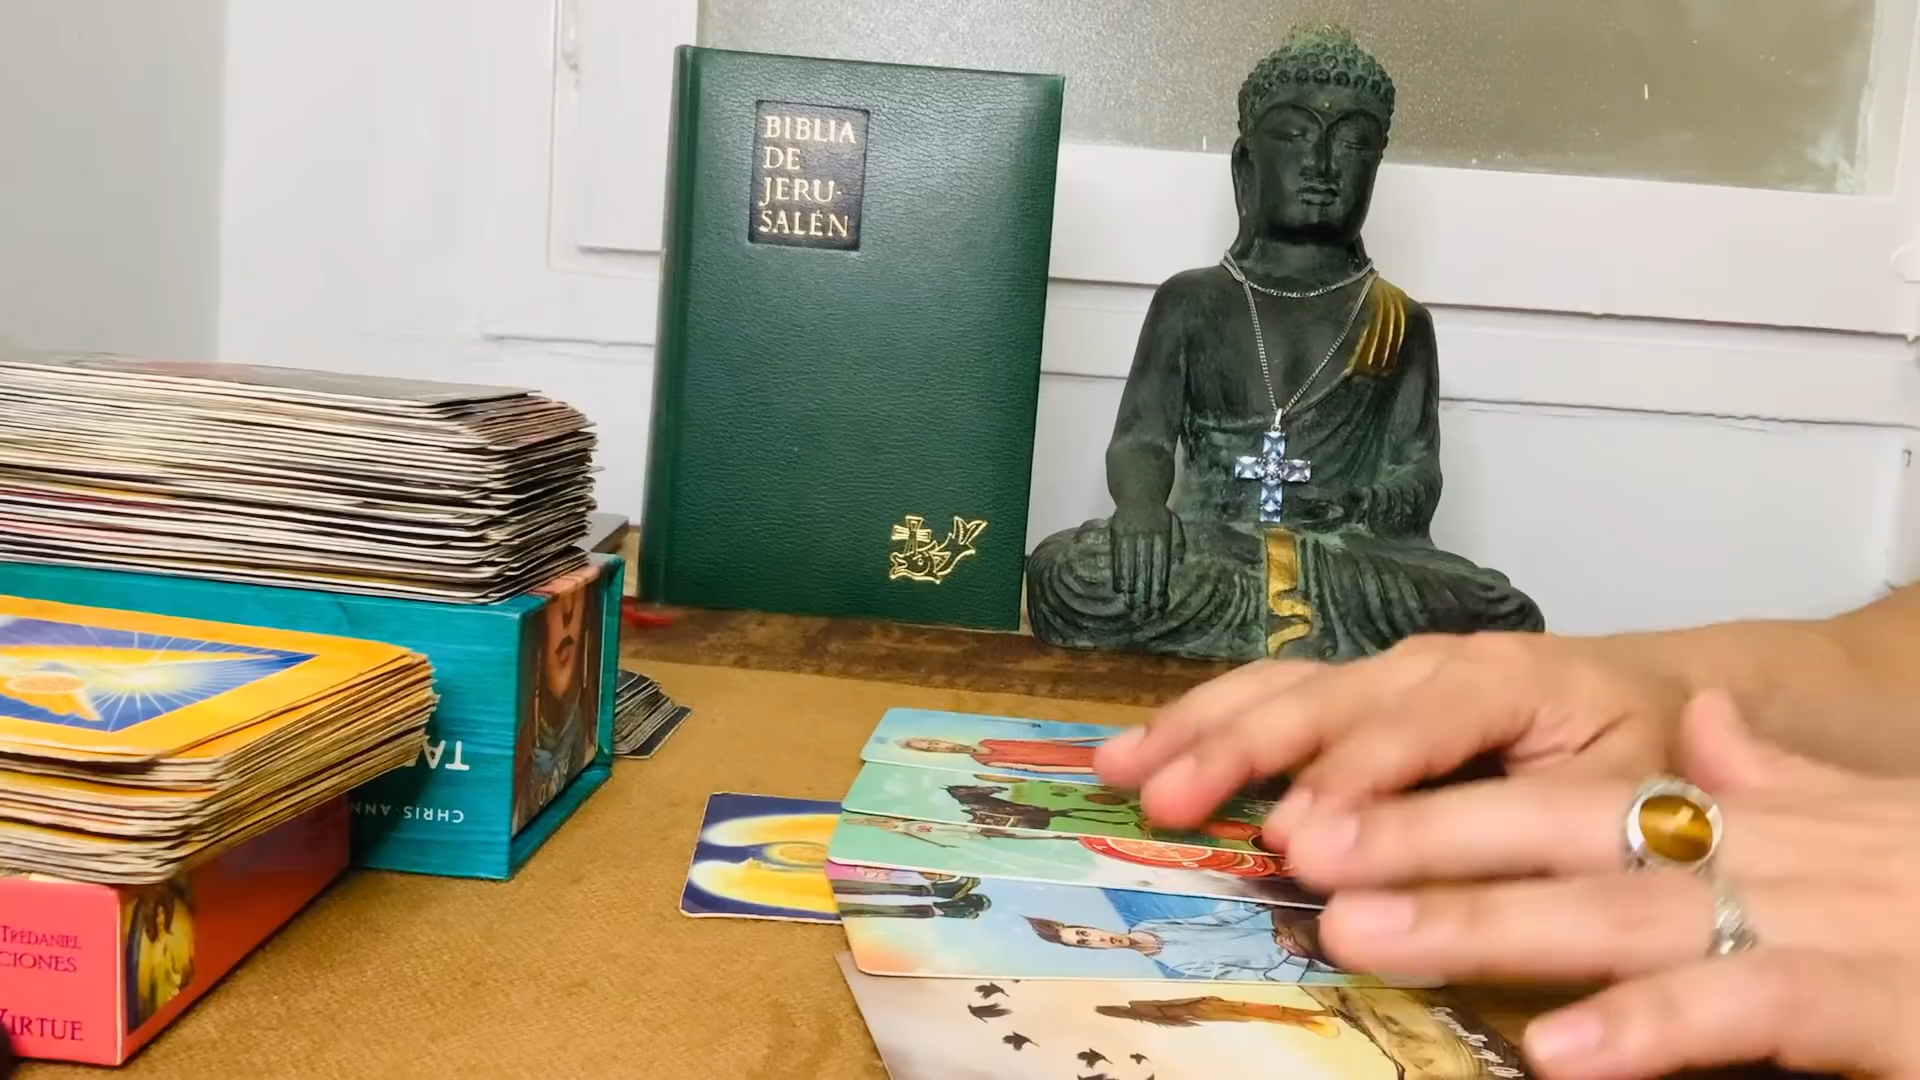 BIBLIA
DE
JERU-
SALÉN
TA
CHRIS-ANN
TRÉDANIEL
CIONES
VIRTUE